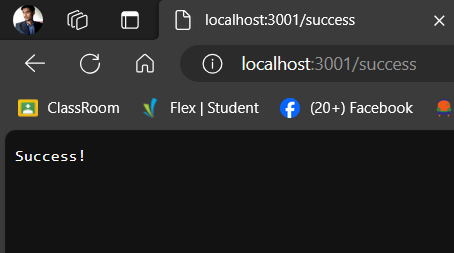 localhost:3001/success
localhost:3001/success
ClassRoom
Flex | Student
(20+) Facebook
Success!